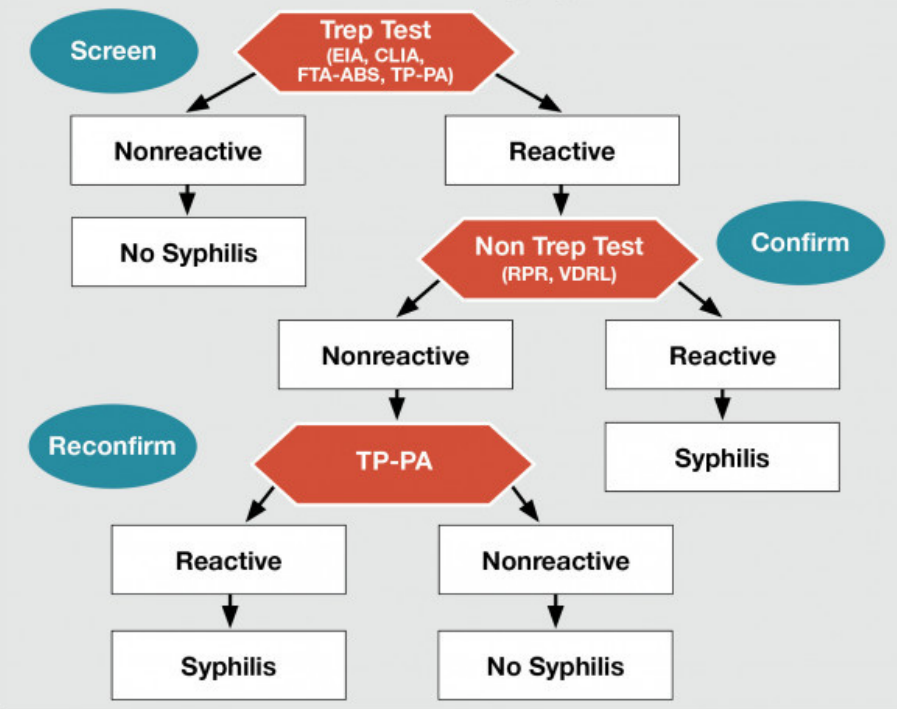 Screen
Trep Test
(EIA, CLIA,
FTA-ABS, TP-PA)
Nonreactive
Reactive
No Syphilis
Non Trep Test
(RPR, VDRL)
Confirm
Nonreactive
Reactive
Reconfirm
TP-PA
Syphilis
Reactive
Nonreactive
Syphilis
No Syphilis